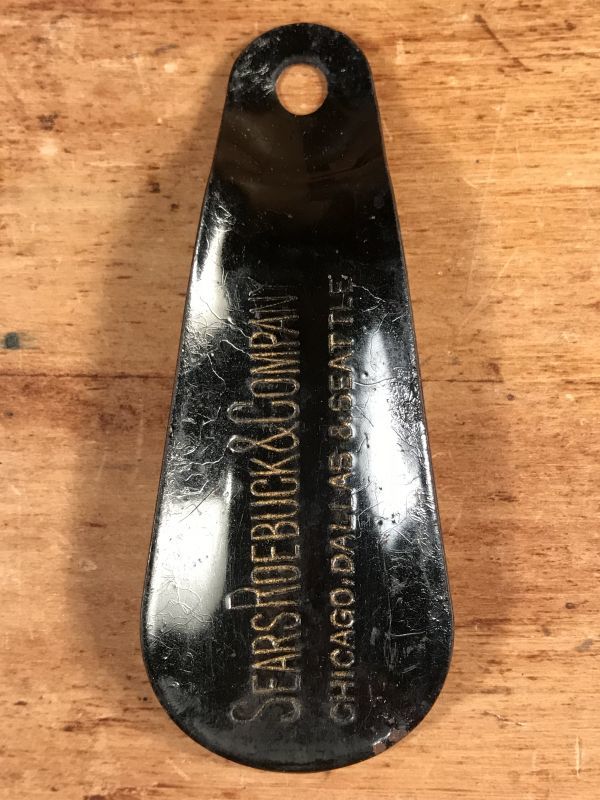 SEARS ROEBUCK & COMPANY
CHICAGO, DALLAS & SEATTLE